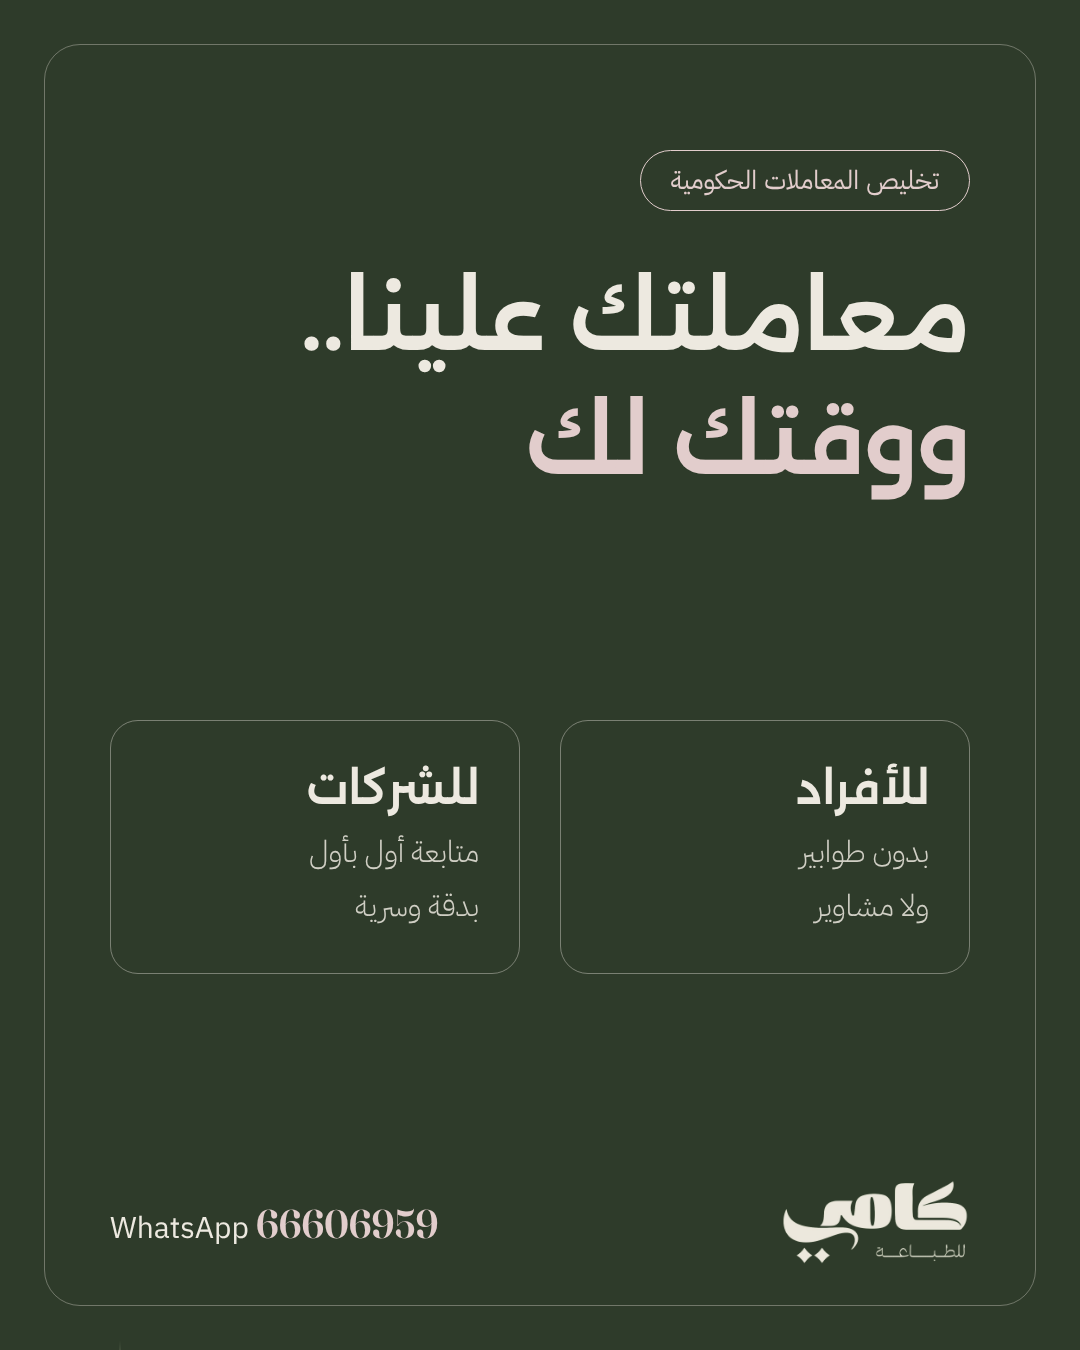 تخليص المعاملات الحكومية
معاملتك علينا..
ووقتك لك
للأفراد
بدون طوابير
ولا مشاوير
للشركات
متابعة أول بأول
بدقة وسرية
كامي
للطبـــاعـــة
WhatsApp 66606959